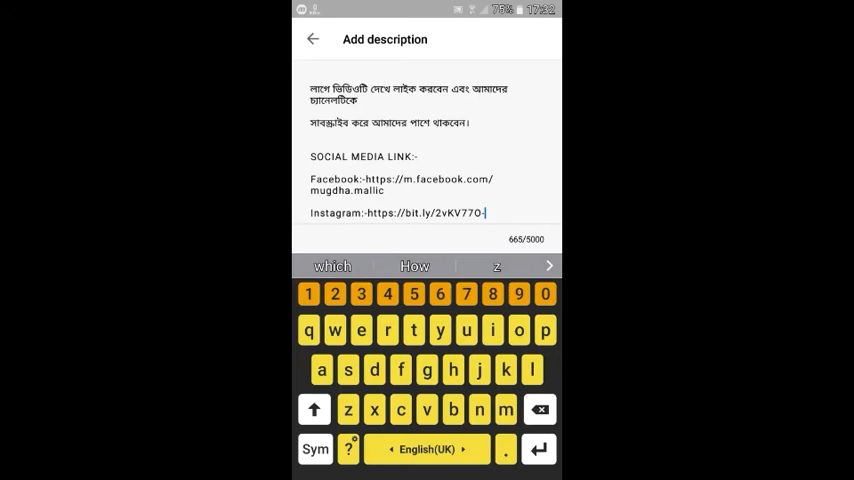 75% 17:32
Add description
লাগে ভিডিওটি দেখে লাইক করবেন এবং আমাদের
চ্যানেলটিকে
সাবস্ক্রাইব করে আমাদের পাশে থাকবেন।
SOCIAL MEDIA LINK:-
Facebook:-https://m.facebook.com/
mugdha.mallic
Instagram:-https://bit.ly/2vKV77O-
665/5000
which How z
1 2 3 4 5 6 7 8 9 0
q w e r t y u i o p
a s d f g h j k l
z x c v b n m
Sym ? English(UK) .